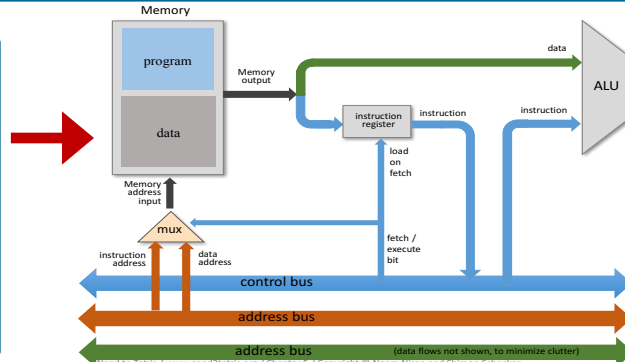 Memory
program
data
Memory
output
data
ALU
instruction
register
instruction
instruction
load
on
fetch
Memory
address
input
mux
instruction
address
data
address
fetch /
execute
bit
control bus
address bus
address bus
(data flows not shown, to minimize clutter)